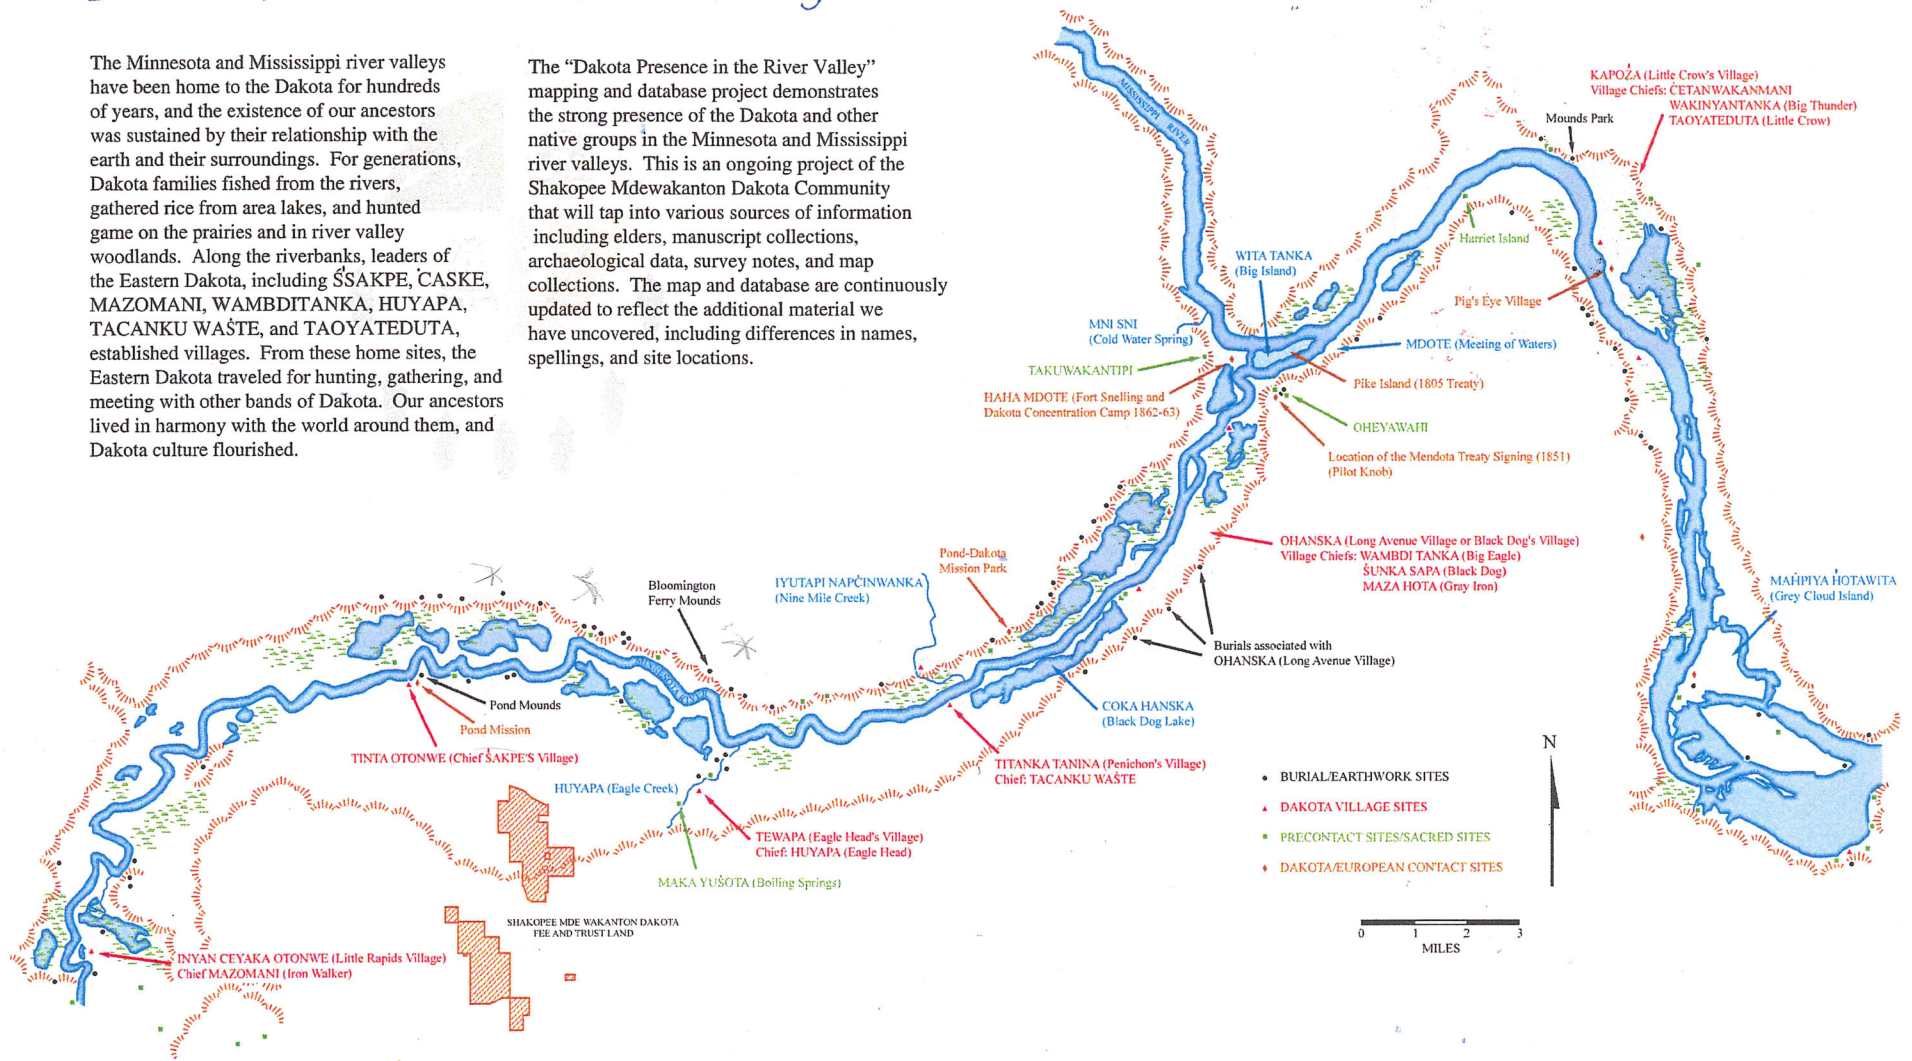 The Minnesota and Mississippi river valleys
have been home to the Dakota for hundreds
of years, and the existence of our ancestors
was sustained by their relationship with the
earth and their surroundings.  For generations,
Dakota families fished from the rivers,
gathered rice from area lakes, and hunted
game on the prairies and in river valley
woodlands.  Along the riverbanks, leaders of
the Eastern Dakota, including ŚSAKPE, ĊASKE,
MAZOMANI, WAMBDITANKA, HUYAPA,
TACANKU WAŚTE, and TAOYATEDUTA,
established villages.  From these home sites, the
Eastern Dakota traveled for hunting, gathering, and
meeting with other bands of Dakota.  Our ancestors
lived in harmony with the world around them, and
Dakota culture flourished.
The “Dakota Presence in the River Valley”
mapping and database project demonstrates
the strong presence of the Dakota and other
native groups in the Minnesota and Mississippi
river valleys.  This is an ongoing project of the
Shakopee Mdewakanton Dakota Community
that will tap into various sources of information
including elders, manuscript collections,
archaeological data, survey notes, and map
collections.  The map and database are continuously
updated to reflect the additional material we
have uncovered, including differences in names,
spellings, and site locations.
MISSISSIPPI RIVER
KAPOŻA (Little Crow's Village)
Village Chiefs: ĊETANWAKANMANI
WAKINYANTANKA (Big Thunder)
TAOYATEDUTA (Little Crow)
Mounds Park
Harriet Island
WITA TANKA
(Big Island)
Pig's Eye Village
MNI SNI
(Cold Water Spring)
MDOTE (Meeting of Waters)
TAKUWAKANTIPI
Pike Island (1805 Treaty)
HAHA MDOTE (Fort Snelling and
Dakota Concentration Camp 1862-63)
OHEYAWAHI
Location of the Mendota Treaty Signing (1851)
(Pilot Knob)
OHANSKA (Long Avenue Village or Black Dog's Village)
Village Chiefs: WAMBDI TANKA (Big Eagle)
ŚUNKA SAPA (Black Dog)
MAZA HOTA (Gray Iron)
Pond-Dakota
Mission Park
IYUTAPI NAPĊINWANKA
(Nine Mile Creek)
Bloomington
Ferry Mounds
MAḢPIYA ḢOTAWITA
(Grey Cloud Island)
Burials associated with
OHANSKA (Long Avenue Village)
MINNESOTA RIVER
Pond Mounds
Pond Mission
COKA HANSKA
(Black Dog Lake)
TINTA OTONWE (Chief ŚAKPE'S Village)
TITANKA TANINA (Penichon's Village)
Chief: TACANKU WAŚTE
HUYAPA (Eagle Creek)
TEWAPA (Eagle Head's Village)
Chief: HUYAPA (Eagle Head)
MAKA YUṠOTA (Boiling Springs)
SHAKOPEE MDE WAKANTON DAKOTA
FEE AND TRUST LAND
INYAN CEYAKA OTONWE (Little Rapids Village)
Chief MAZOMANI (Iron Walker)
N
BURIAL/EARTHWORK SITES
DAKOTA VILLAGE SITES
PRECONTACT SITES/SACRED SITES
DAKOTA/EUROPEAN CONTACT SITES
0 1 2 3
MILES